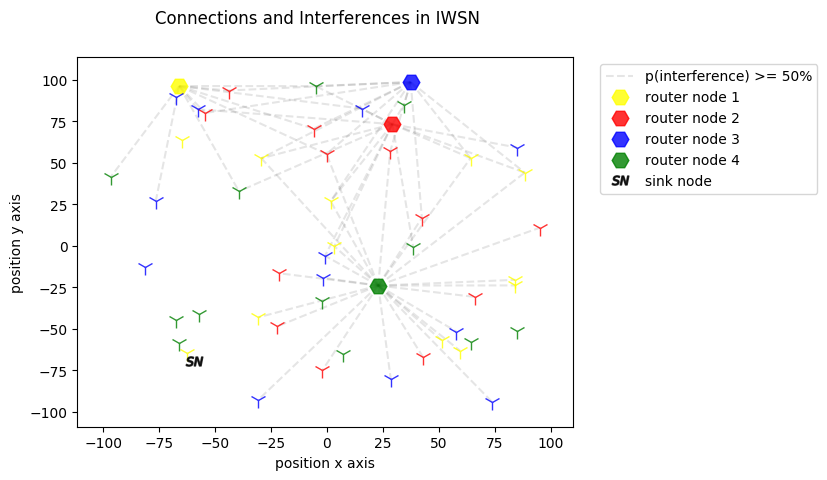 Connections and Interferences in IWSN
p(interference) >= 50%
router node 1
router node 2
router node 3
router node 4
SN sink node
position y axis
100
75
50
25
0
−25
−50
−75
−100
SN
−100 −75 −50 −25 0 25 50 75 100
position x axis